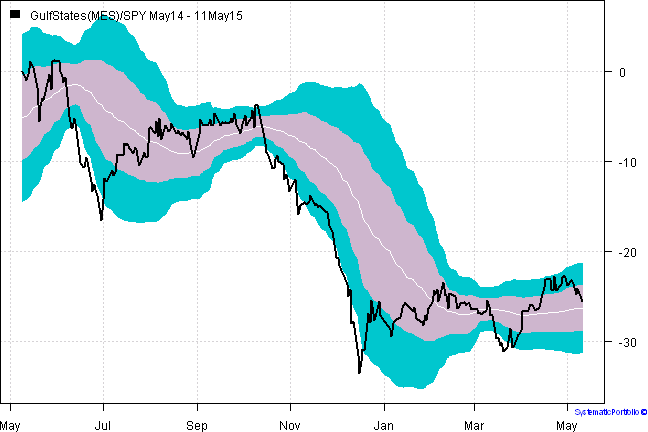 GulfStates(MES)/SPY May14 - 11May15
0
-10
-20
-30
May Jul Sep Nov Jan Mar May
SystematicPortfolio ©